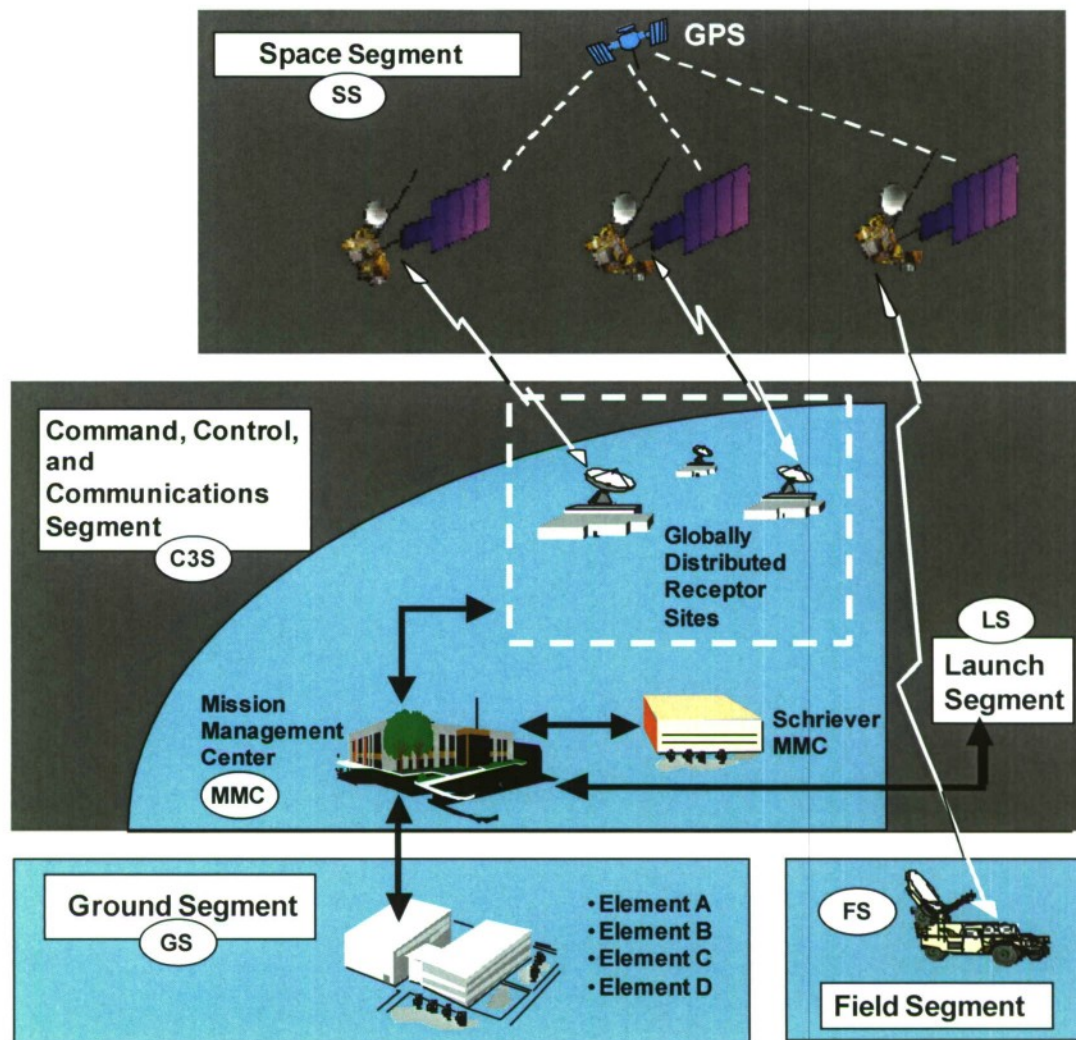 Space Segment
SS
GPS
Command, Control,
and
Communications
Segment
C3S
Globally
Distributed
Receptor
Sites
LS
Launch
Segment
Mission
Management
Center
MMC
Schriever
MMC
Ground Segment
GS
• Element A
• Element B
• Element C
• Element D
FS
Field Segment